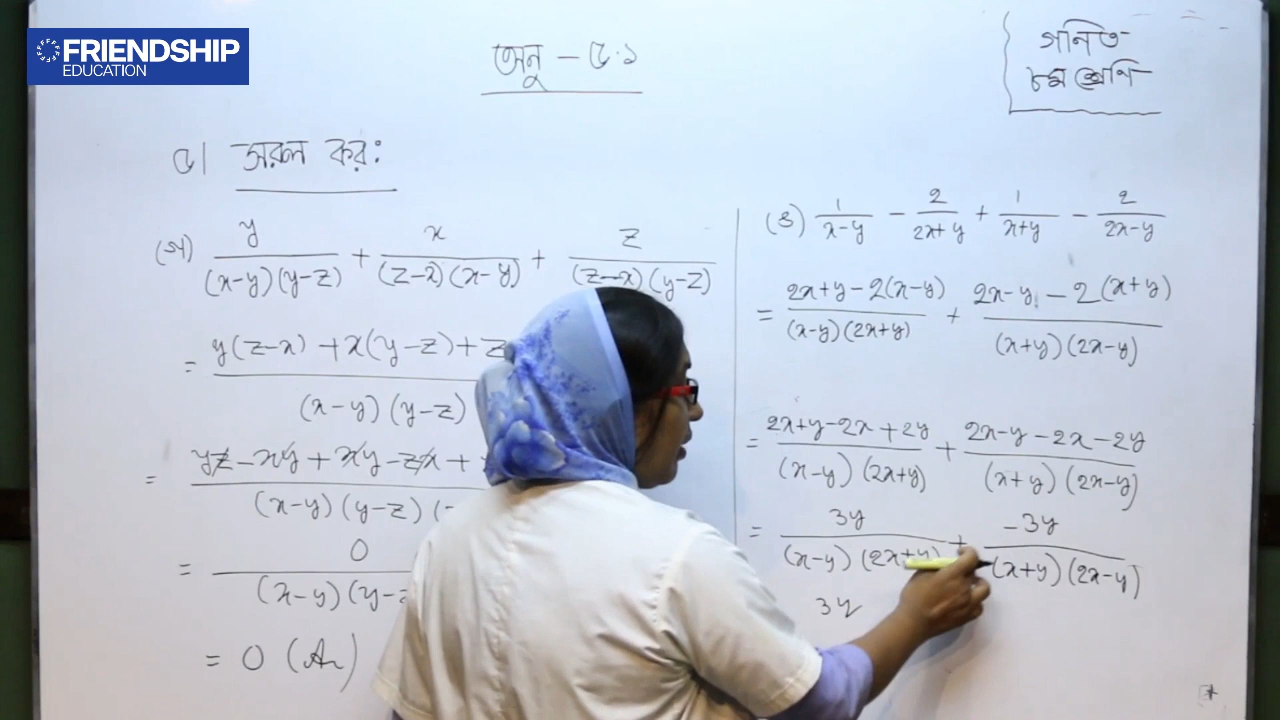 FRIENDSHIP
EDUCATION
অনু - ৫.১
গনিত
৮ম শ্রেণি
৫। সরল কর:
(গ) y/(x-y)(y-z) + x/(z-x)(x-y) + z/(z-x)(y-z)
= y(z-x) + x(y-z) + z / (x-y)(y-z)
= yz - xy + xy - zx + / (x-y)(y-z)(
= 0/(x-y)(y-z
= 0 (An)
(ঙ) 1/(x-y) - 2/(2x+y) + 1/(x+y) - 2/(2x-y)
= 2x+y-2(x-y) / (x-y)(2x+y) + 2x-y-2(x+y) / (x+y)(2x-y)
= 2x+y-2x+2y / (x-y)(2x+y) + 2x-y-2x-2y / (x+y)(2x-y)
= 3y/(x-y)(2x+y) + -3y/(x+y)(2x-y)
3y